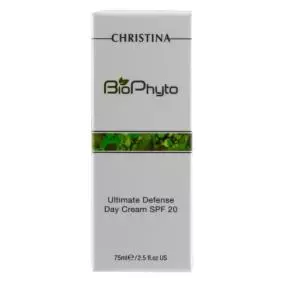 CHRISTINA
BioPhyto
Ultimate Defense
Day Cream SPF 20
75ml℮/2.5 fl.oz US